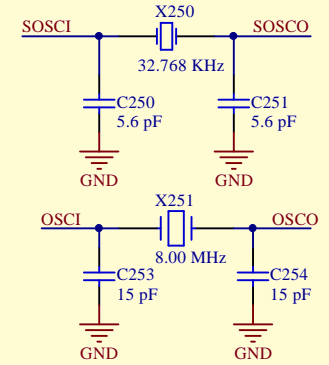 X250
SOSCI SOSCO
32.768 KHz
C250 C251
5.6 pF 5.6 pF
GND GND
X251
OSCI OSCO
8.00 MHz
C253 C254
15 pF 15 pF
GND GND